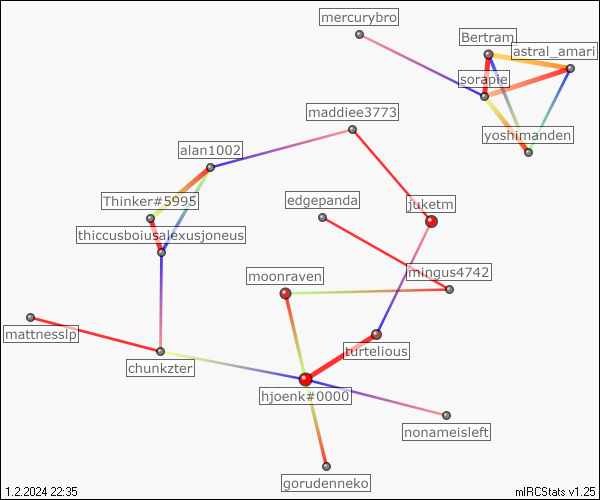 mercurybro
Bertram
astral_amari
sorapie
maddiee3773
yoshimanden
alan1002
Thinker#5995
edgepanda
juketm
thiccusboiusalexusjoneus
moonraven
mingus4742
mattnesslp
turtelious
chunkzter
hjoenk#0000
nonameisleft
gorudenneko
1.2.2024 22:35
mIRCStats v1.25